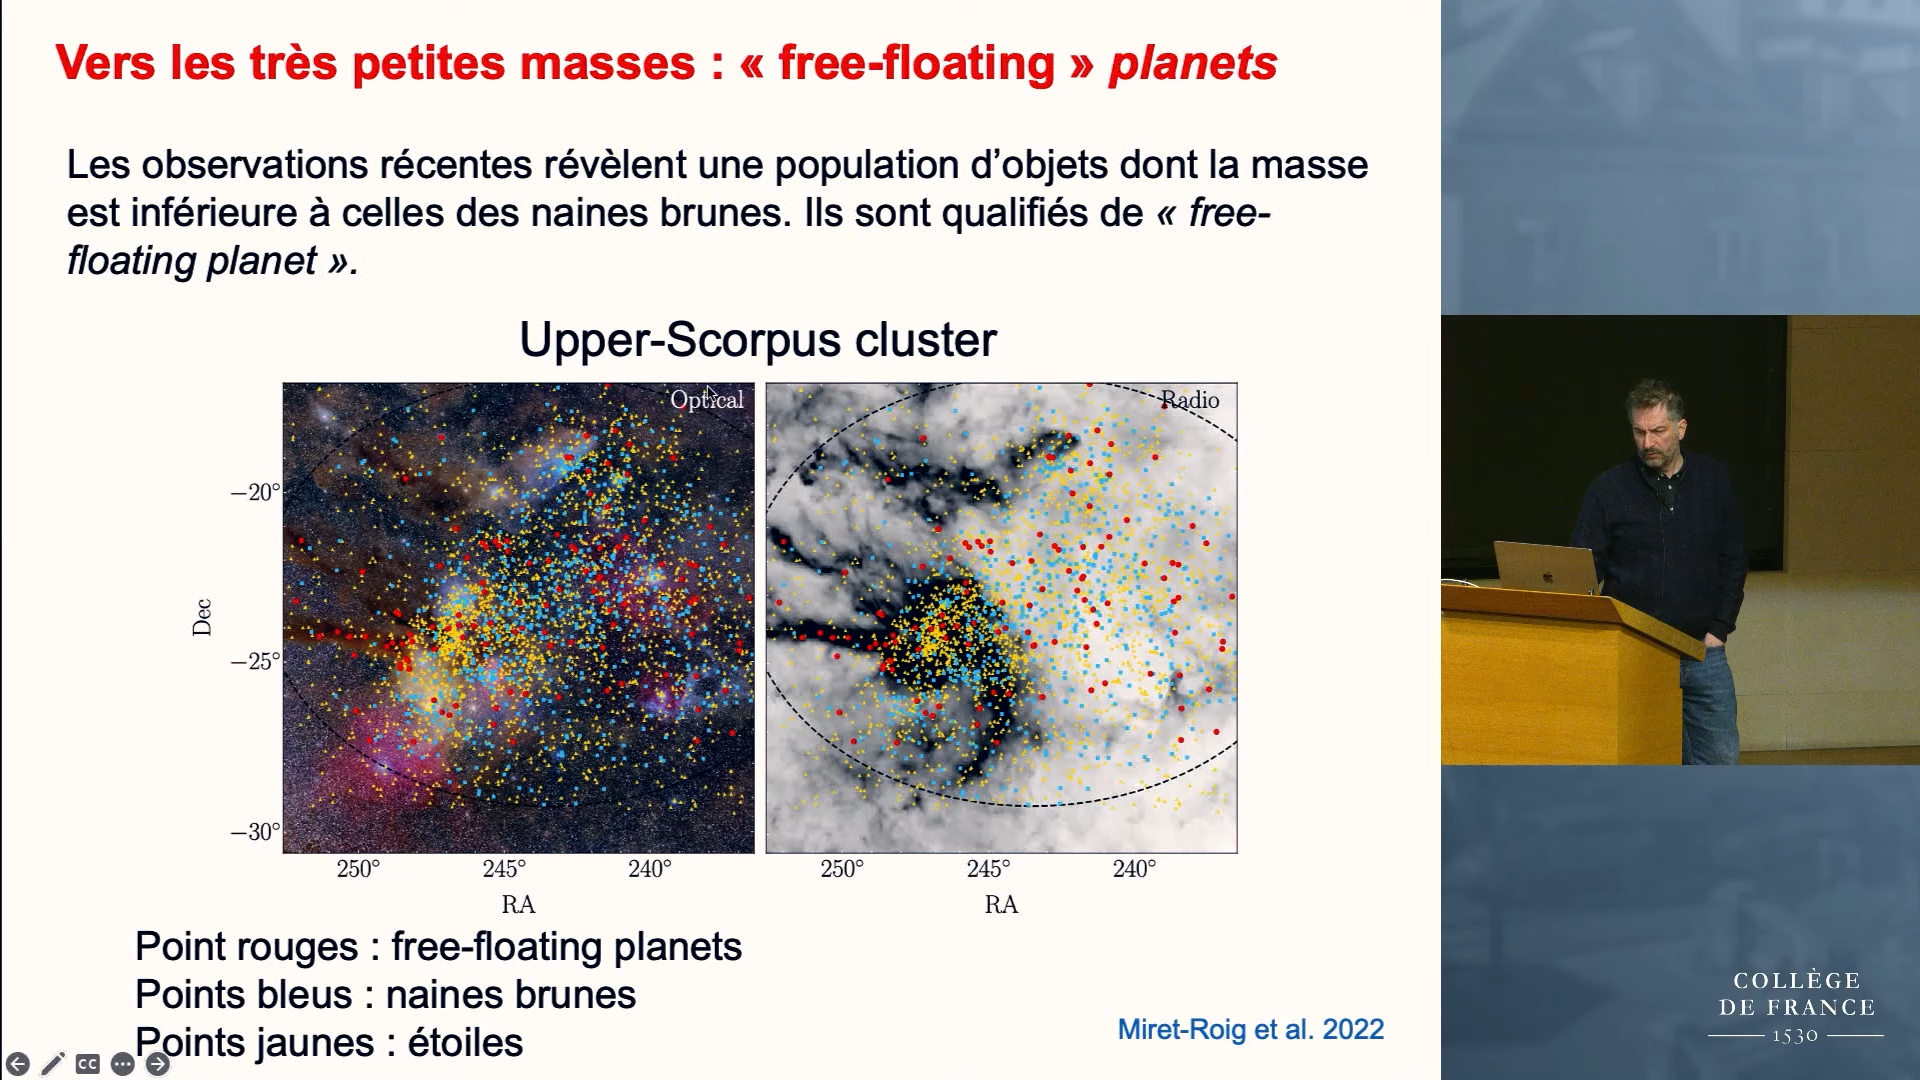 Vers les très petites masses : « free-floating » planets
Les observations récentes révèlent une population d’objets dont la masse
est inférieure à celles des naines brunes. Ils sont qualifiés de « free-
floating planet ».
Upper-Scorpus cluster
Optical
Radio
Dec
−20°
−25°
−30°
250°
245°
240°
250°
245°
240°
RA
RA
Point rouges : free-floating planets
Points bleus : naines brunes
Points jaunes : étoiles
Miret-Roig et al. 2022
CC
COLLÈGE
DE FRANCE
1530